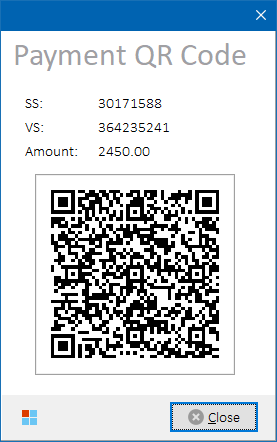 Payment QR Code
SS: 30171588
VS: 364235241
Amount: 2450.00
Close